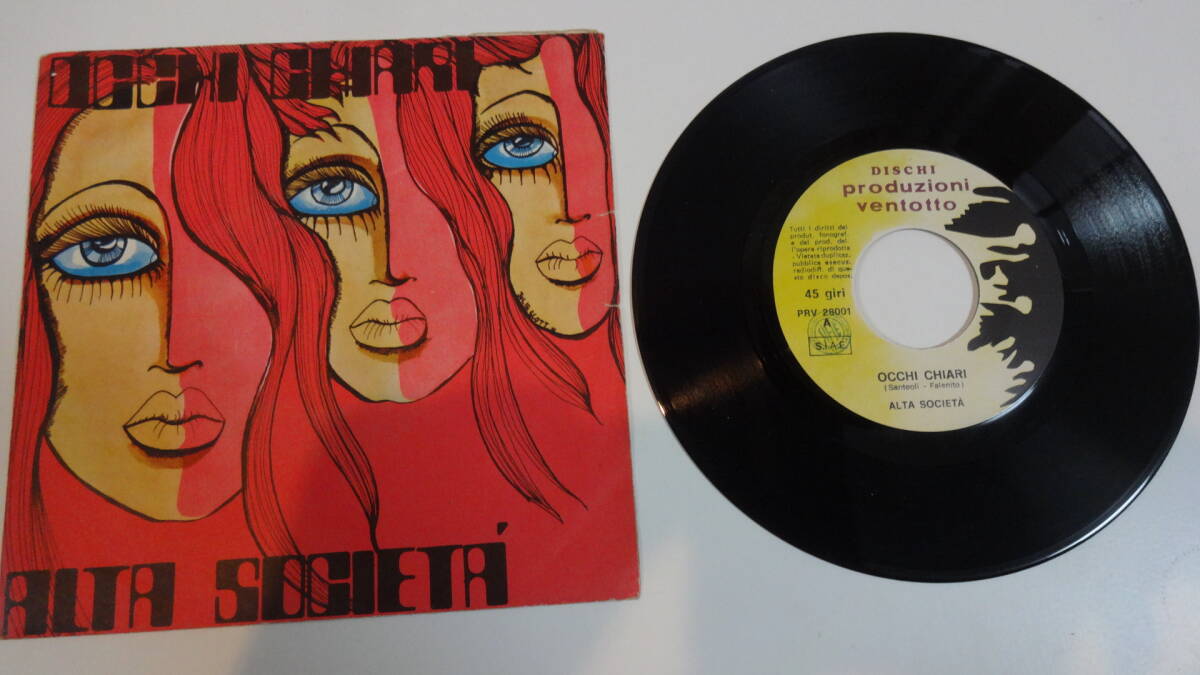 OCCHI CHIARI
ALTA SOCIETÁ
DISCHI
produzioni
ventotto
Tutti i diritti del
produt. fonograf.
e del prod. del
l'opera riprodotta
- Vietata duplicaz.
pubblica esecuz.
radiodiff. di que
sto disco depos.
45 giri
PRV 28001
A
S.I.A.E.
OCCHI CHIARI
(Santeoli - Falenito)
ALTA SOCIETÀ